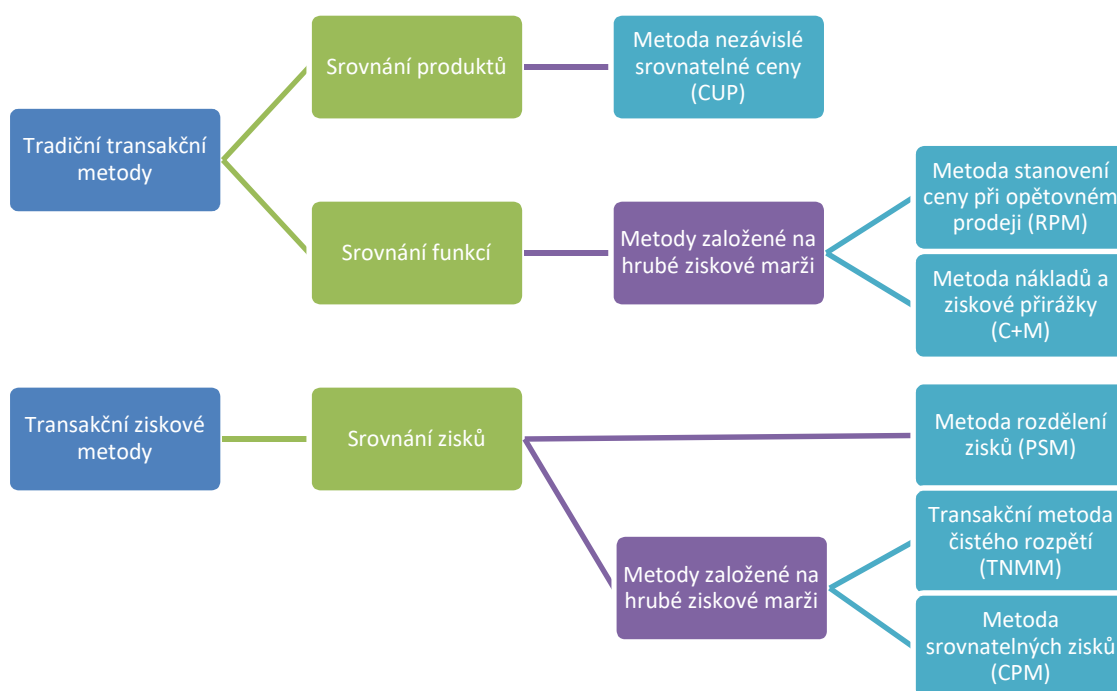 Tradiční transakční
metody
Srovnání produktů
Metoda nezávislé
srovnatelné ceny
(CUP)
Srovnání funkcí
Metody založené na
hrubé ziskové marži
Metoda stanovení
ceny při opětovném
prodeji (RPM)
Metoda nákladů a
ziskové přirážky
(C+M)
Transakční ziskové
metody
Srovnání zisků
Metoda rozdělení
zisků (PSM)
Metody založené na
hrubé ziskové marži
Transakční metoda
čistého rozpětí
(TNMM)
Metoda
srovnatelných zisků
(CPM)